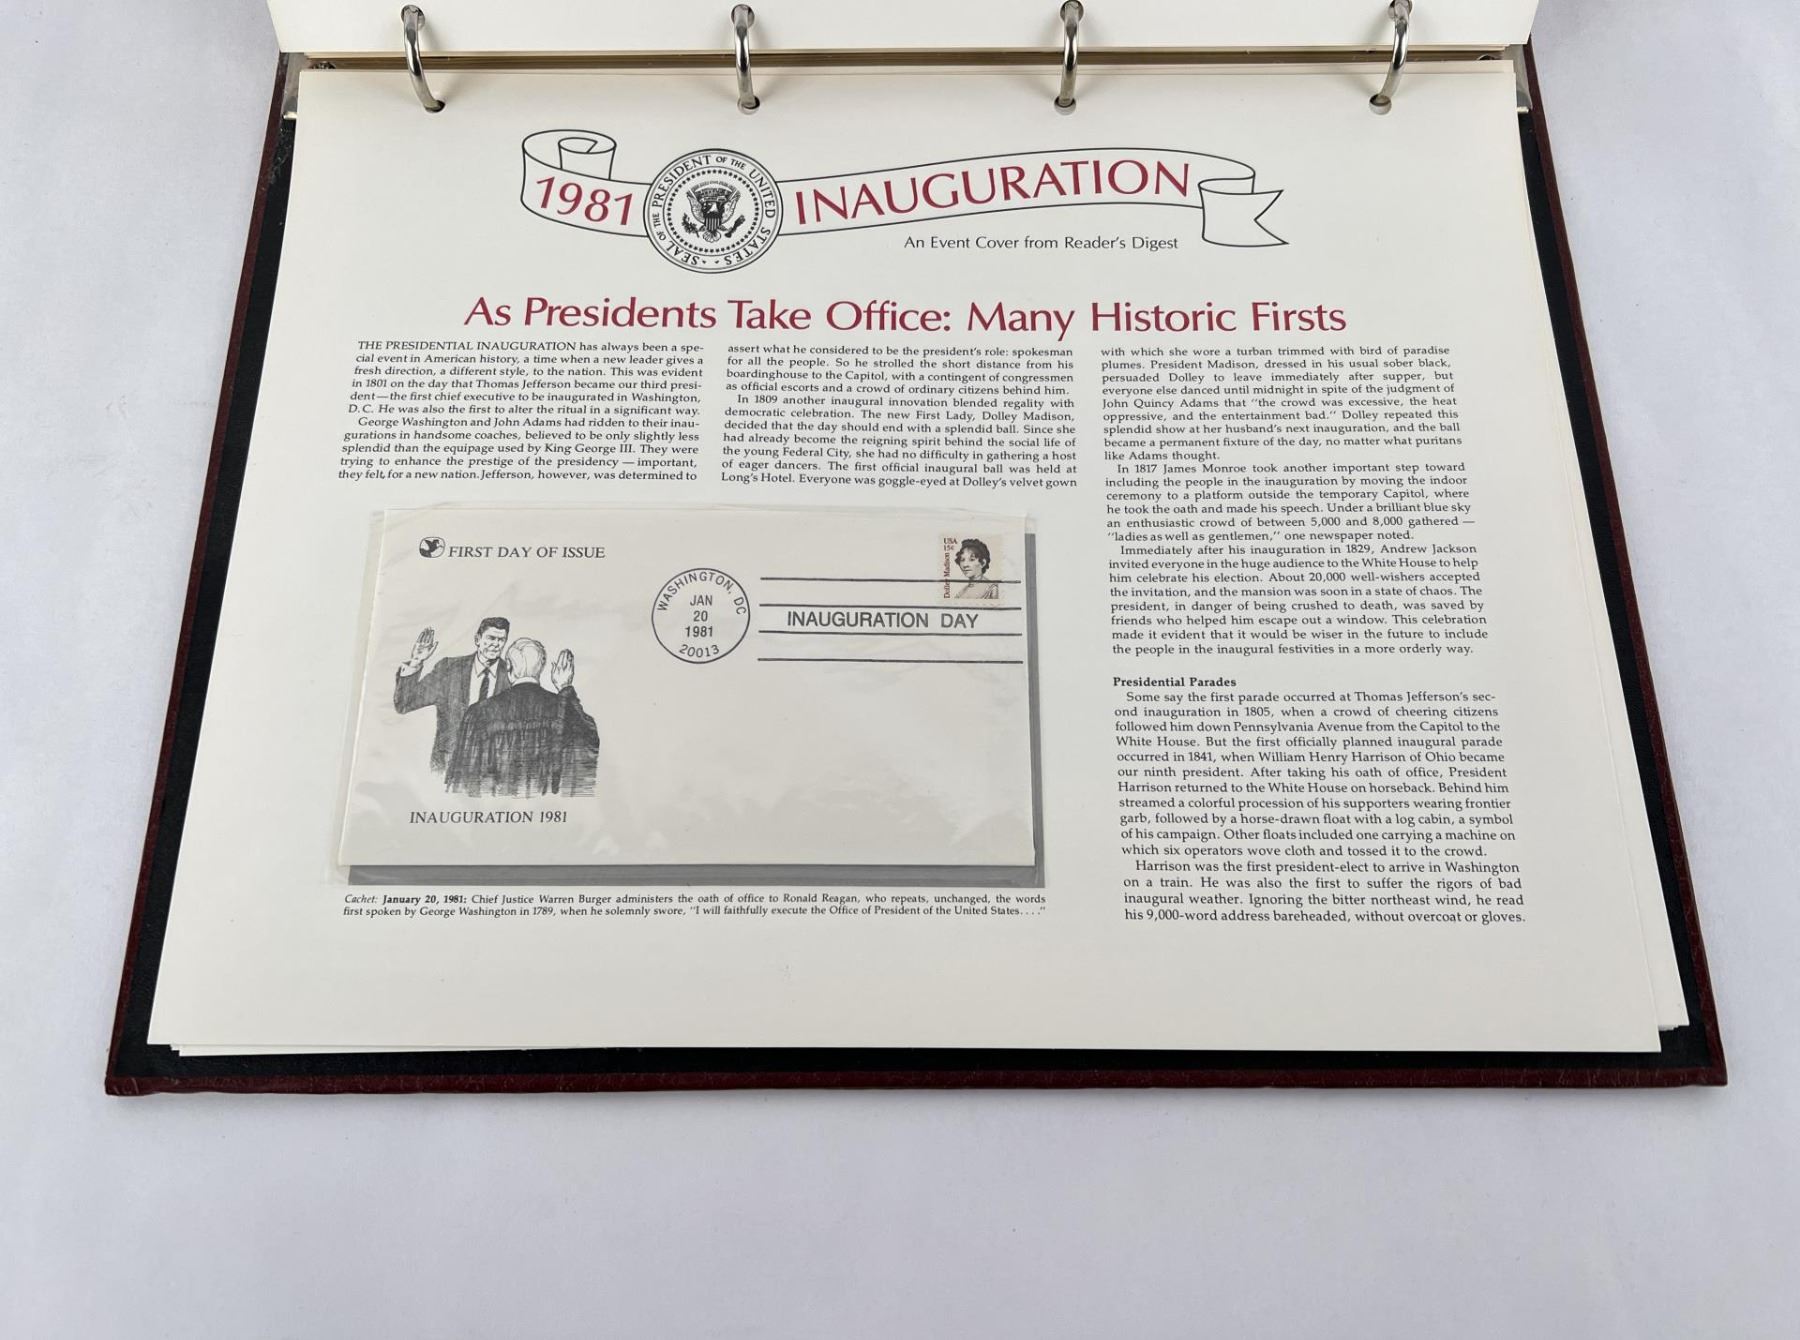 1981
SEAL OF THE PRESIDENT OF THE UNITED STATES
INAUGURATION
An Event Cover from Reader's Digest
As Presidents Take Office: Many Historic Firsts
THE PRESIDENTIAL INAUGURATION has always been a spe-
cial event in American history, a time when a new leader gives a
fresh direction, a different style, to the nation. This was evident
in 1801 on the day that Thomas Jefferson became our third presi-
dent—the first chief executive to be inaugurated in Washington,
D.C. He was also the first to alter the ritual in a significant way.
George Washington and John Adams had ridden to their inau-
gurations in handsome coaches, believed to be only slightly less
splendid than the equipage used by King George III. They were
trying to enhance the prestige of the presidency — important,
they felt, for a new nation. Jefferson, however, was determined to
assert what he considered to be the president's role: spokesman
for all the people. So he strolled the short distance from his
boardinghouse to the Capitol, with a contingent of congressmen
as official escorts and a crowd of ordinary citizens behind him.
In 1809 another inaugural innovation blended regality with
democratic celebration. The new First Lady, Dolley Madison,
decided that the day should end with a splendid ball. Since she
had already become the reigning spirit behind the social life of
the young Federal City, she had no difficulty in gathering a host
of eager dancers. The first official inaugural ball was held at
Long's Hotel. Everyone was goggle-eyed at Dolley's velvet gown
with which she wore a turban trimmed with bird of paradise
plumes. President Madison, dressed in his usual sober black,
persuaded Dolley to leave immediately after supper, but
everyone else danced until midnight in spite of the judgment of
John Quincy Adams that "the crowd was excessive, the heat
oppressive, and the entertainment bad." Dolley repeated this
splendid show at her husband's next inauguration, and the ball
became a permanent fixture of the day, no matter what puritans
like Adams thought.
In 1817 James Monroe took another important step toward
including the people in the inauguration by moving the indoor
ceremony to a platform outside the temporary Capitol, where
he took the oath and made his speech. Under a brilliant blue sky
an enthusiastic crowd of between 5,000 and 8,000 gathered —
"ladies as well as gentlemen," one newspaper noted.
Immediately after his inauguration in 1829, Andrew Jackson
invited everyone in the huge audience to the White House to help
him celebrate his election. About 20,000 well-wishers accepted
the invitation, and the mansion was soon in a state of chaos. The
president, in danger of being crushed to death, was saved by
friends who helped him escape out a window. This celebration
made it evident that it would be wiser in the future to include
the people in the inaugural festivities in a more orderly way.
Presidential Parades
Some say the first parade occurred at Thomas Jefferson's sec-
ond inauguration in 1805, when a crowd of cheering citizens
followed him down Pennsylvania Avenue from the Capitol to the
White House. But the first officially planned inaugural parade
occurred in 1841, when William Henry Harrison of Ohio became
our ninth president. After taking his oath of office, President
Harrison returned to the White House on horseback. Behind him
streamed a colorful procession of his supporters wearing frontier
garb, followed by a horse-drawn float with a log cabin, a symbol
of his campaign. Other floats included one carrying a machine on
which six operators wove cloth and tossed it to the crowd.
Harrison was the first president-elect to arrive in Washington
on a train. He was also the first to suffer the rigors of bad
inaugural weather. Ignoring the bitter northeast wind, he read
his 9,000-word address bareheaded, without overcoat or gloves.
FIRST DAY OF ISSUE
WASHINGTON, DC
JAN
20
1981
20013
INAUGURATION DAY
USA
15c
Dolley Madison
INAUGURATION 1981
Cachet: January 20, 1981: Chief Justice Warren Burger administers the oath of office to Ronald Reagan, who repeats, unchanged, the words
first spoken by George Washington in 1789, when he solemnly swore, "I will faithfully execute the Office of President of the United States. . . ."